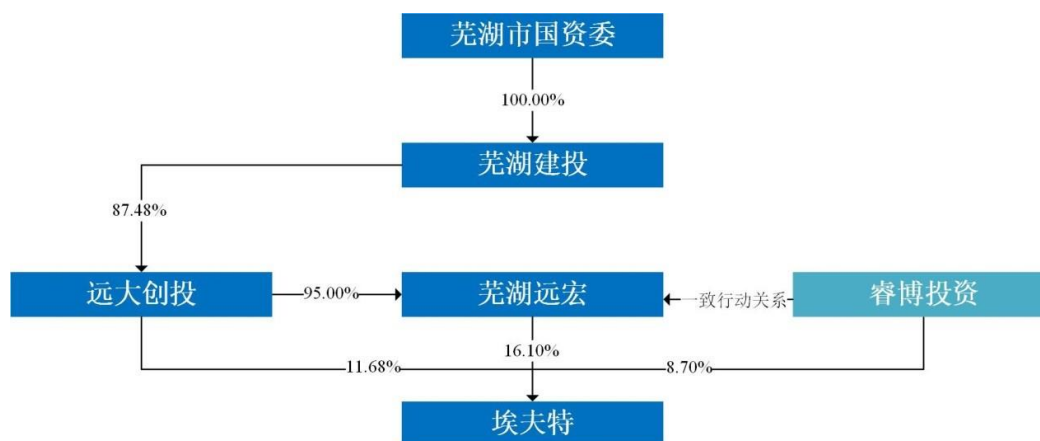 芜湖市国资委
100.00%
芜湖建投
87.48%
远大创投
95.00%
芜湖远宏
一致行动关系
睿博投资
11.68%
16.10%
8.70%
埃夫特